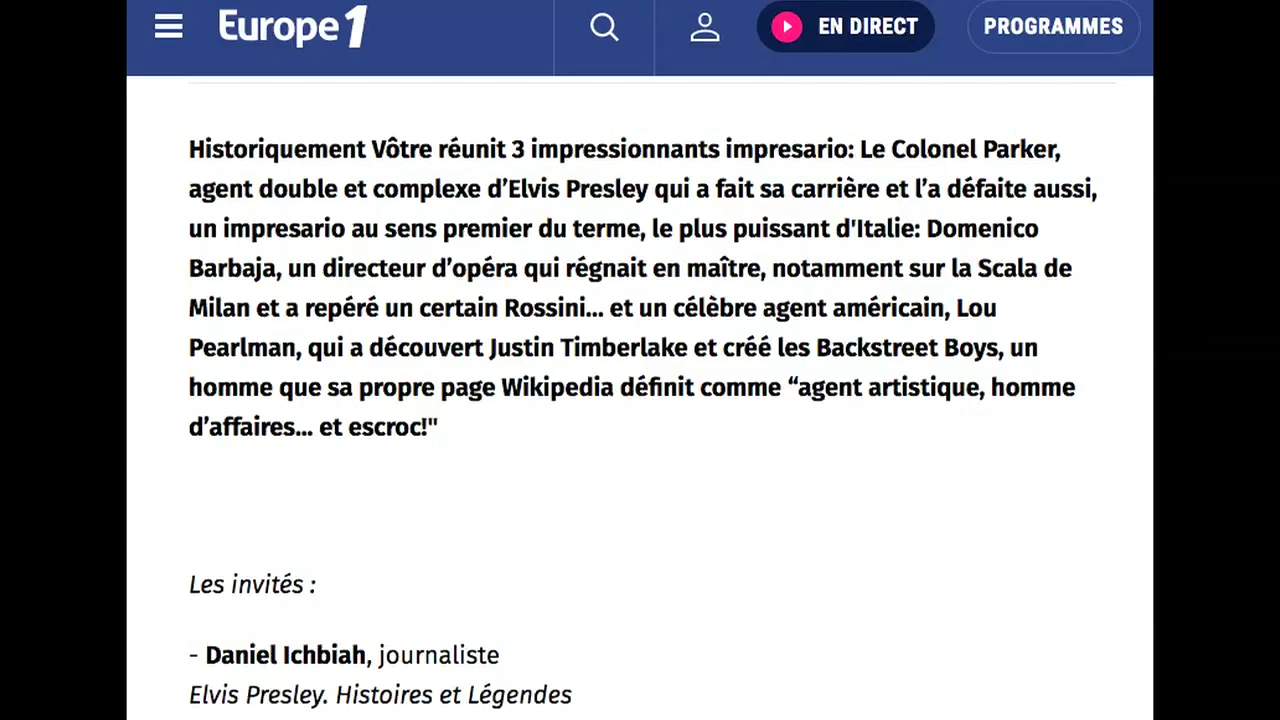 Europe 1
EN DIRECT
PROGRAMMES
Historiquement Vôtre réunit 3 impressionnants impresario: Le Colonel Parker,
agent double et complexe d’Elvis Presley qui a fait sa carrière et l’a défaite aussi,
un impresario au sens premier du terme, le plus puissant d'Italie: Domenico
Barbaja, un directeur d’opéra qui régnait en maître, notamment sur la Scala de
Milan et a repéré un certain Rossini... et un célèbre agent américain, Lou
Pearlman, qui a découvert Justin Timberlake et créé les Backstreet Boys, un
homme que sa propre page Wikipedia définit comme “agent artistique, homme
d’affaires... et escroc!"
Les invités :
- Daniel Ichbiah, journaliste
Elvis Presley. Histoires et Légendes